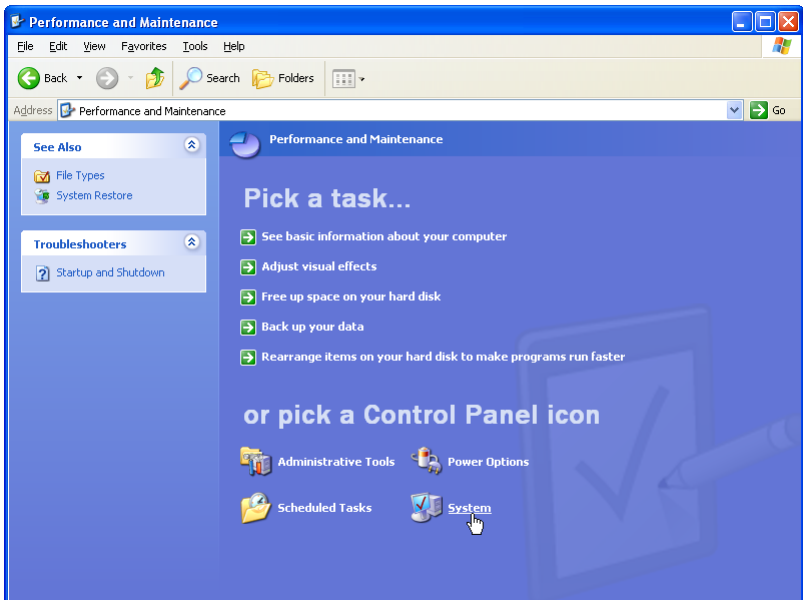 Performance and Maintenance
File Edit View Favorites Tools Help
Back Search Folders
Address Performance and Maintenance Go
See Also
File Types
System Restore
Troubleshooters
Startup and Shutdown
Performance and Maintenance
Pick a task...
See basic information about your computer
Adjust visual effects
Free up space on your hard disk
Back up your data
Rearrange items on your hard disk to make programs run faster
or pick a Control Panel icon
Administrative Tools Power Options
Scheduled Tasks System